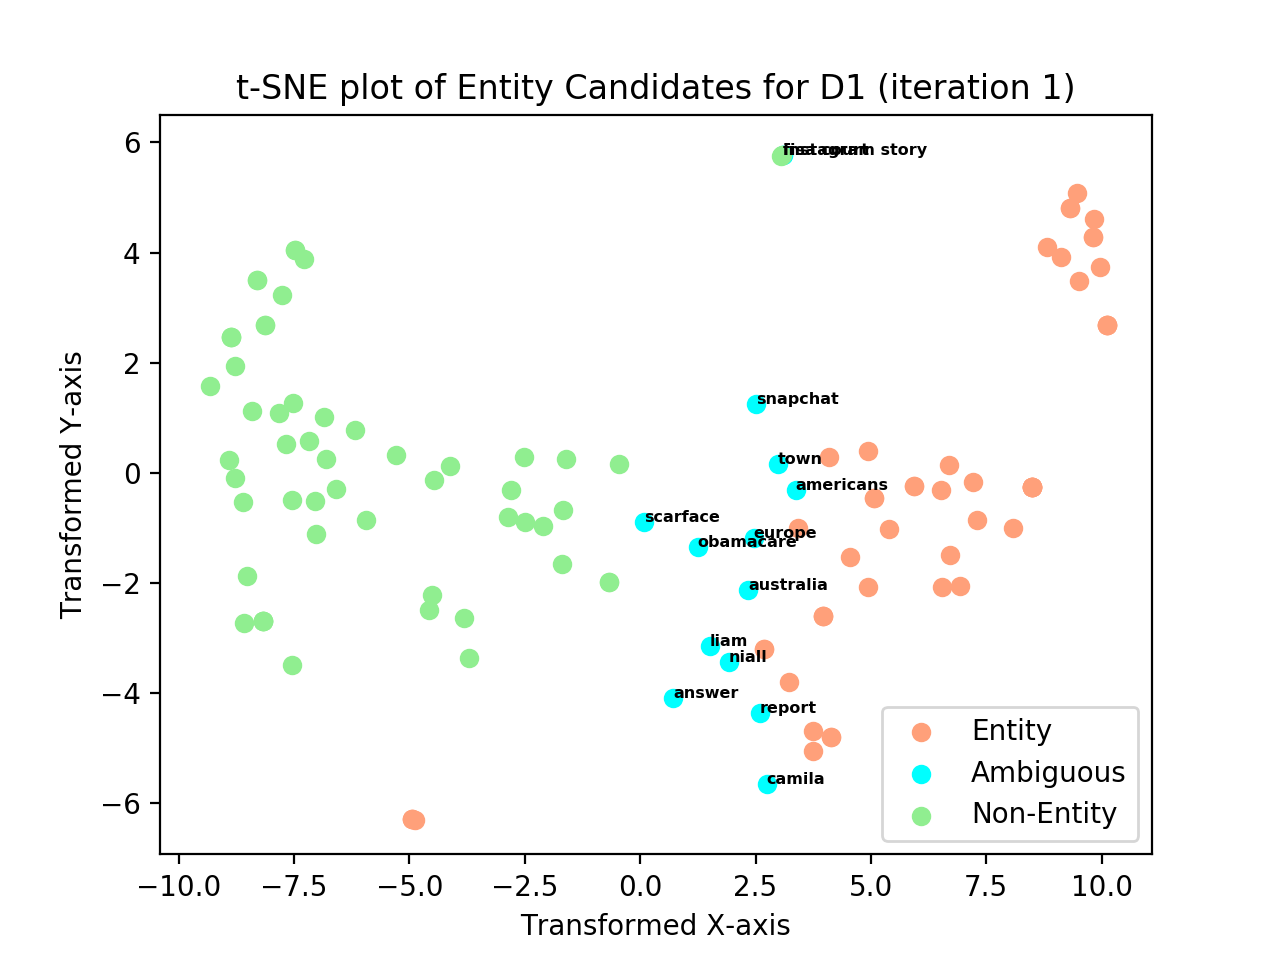 t-SNE plot of Entity Candidates for D1 (iteration 1)
6
4
2
0
−2
−4
−6
Transformed Y-axis
story
snapchat
town
americans
scarface
europe
obamacare
australia
liam
niall
answer
report
camila
Entity
Ambiguous
Non-Entity
−10.0 −7.5 −5.0 −2.5 0.0 2.5 5.0 7.5 10.0
Transformed X-axis